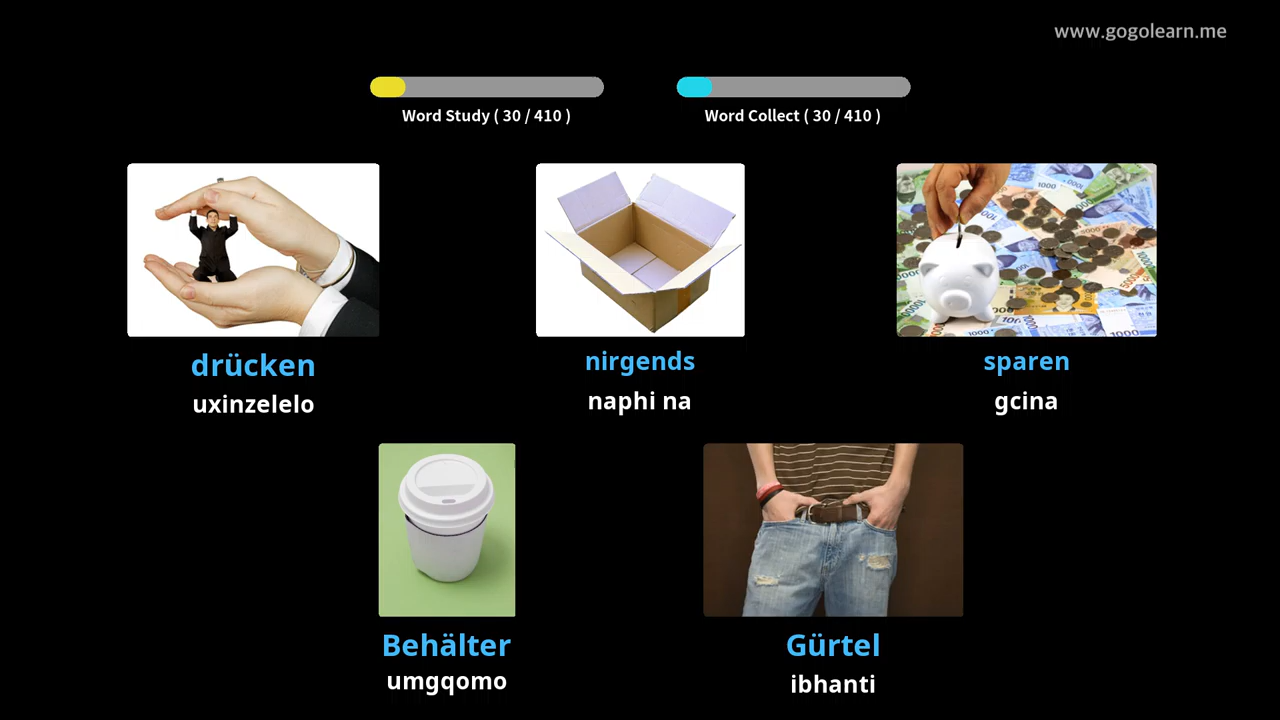 www.gogolearn.me
Word Study ( 30 / 410 )
Word Collect ( 30 / 410 )
drücken
uxinzelelo
nirgends
naphi na
sparen
gcina
Behälter
umgqomo
Gürtel
ibhanti